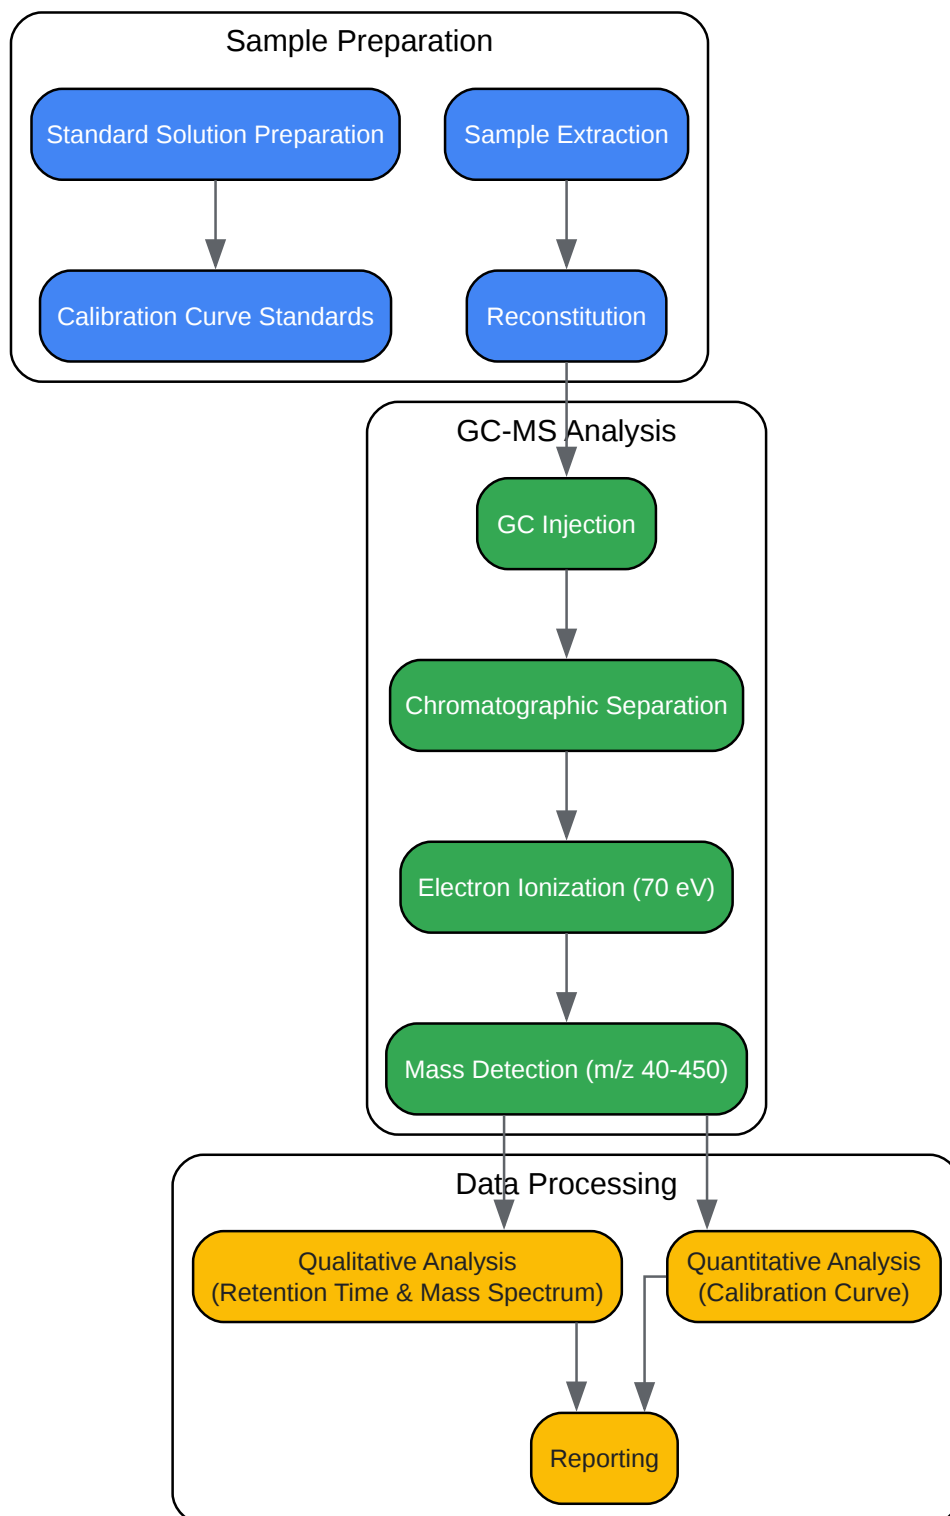 Sample Preparation
Standard Solution Preparation
Sample Extraction
Calibration Curve Standards
Reconstitution
GC-MS Analysis
GC Injection
Chromatographic Separation
Electron Ionization (70 eV)
Mass Detection (m/z 40-450)
Data Processing
Qualitative Analysis
(Retention Time & Mass Spectrum)
Quantitative Analysis
(Calibration Curve)
Reporting